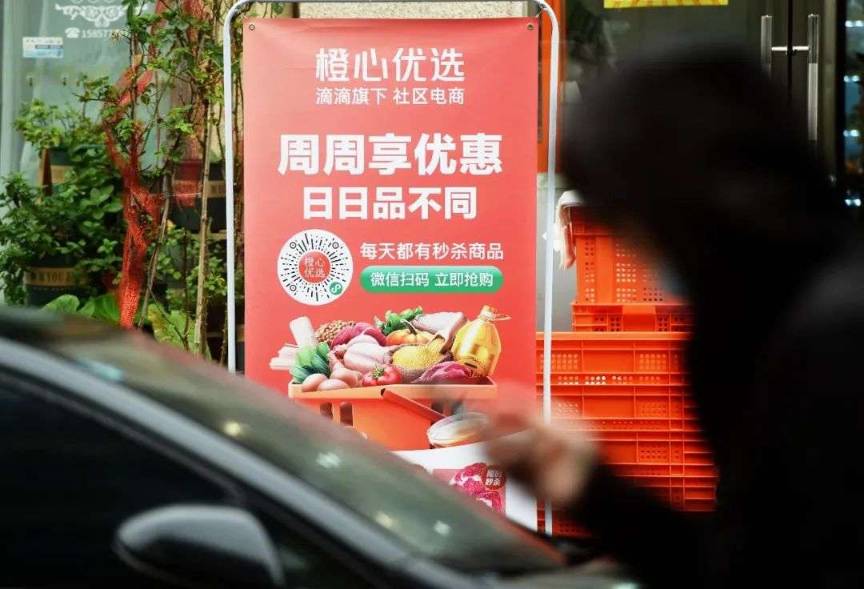 橙心优选
滴滴旗下 社区电商
周周享优惠
日日品不同
每天都有秒杀商品
微信扫码 立即抢购
橙心
优选